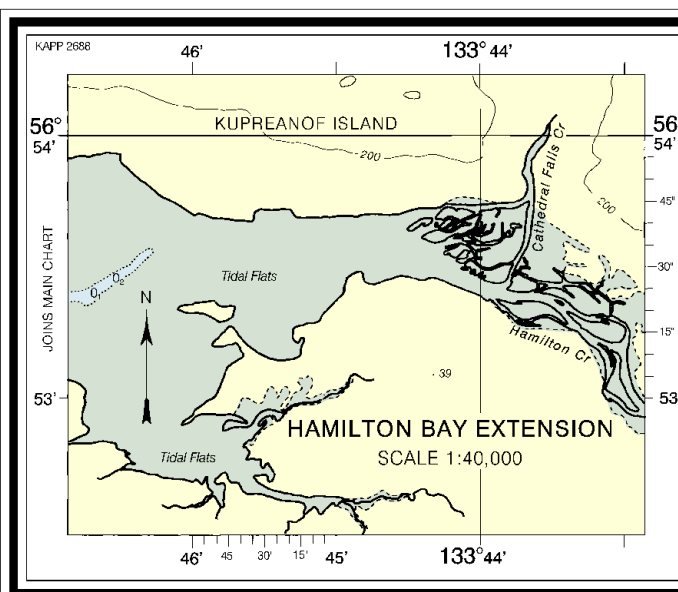 KAPP 2688
46' 133° 44'
56° 54'
KUPREANOF ISLAND
56
54'
200
Cathedral Falls Cr
200
45"
JOINS MAIN CHART
Tidal Flats
30"
0₁ 0₂
N
15"
Hamilton Cr
39
53'
53
HAMILTON BAY EXTENSION
Tidal Flats
SCALE 1:40,000
46' 45 30' 15' 45' 133° 44'